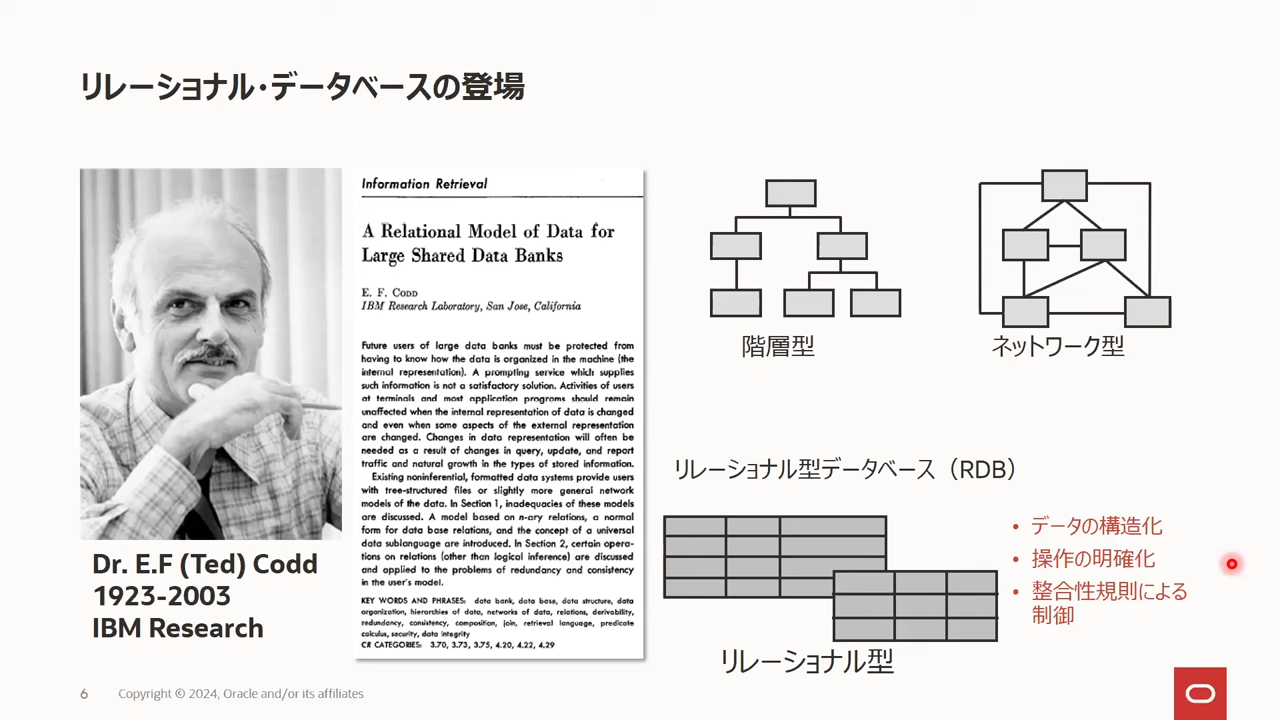 リレーショナル・データベースの登場
Information Retrieval
A Relational Model of Data for
Large Shared Data Banks
E. F. CODD
IBM Research Laboratory, San Jose, California
Future users of large data banks must be protected from
having to know how the data is organized in the machine (the
internal representation). A prompting service which supplies
such information is not a satisfactory solution. Activities of users
at terminals and most application programs should remain
unaffected when the internal representation of data is changed
and even when some aspects of the external representation
are changed. Changes in data representation will often be
needed as a result of changes in query, update, and report
traffic and natural growth in the types of stored information.
Existing noninferential, formatted data systems provide users
with tree-structured files or slightly more general network
models of the data. In Section 1, inadequacies of these models
are discussed. A model based on n-ary relations, a normal
form for data base relations, and the concept of a universal
data sublanguage are introduced. In Section 2, certain opera-
tions on relations (other than logical inference) are discussed
and applied to the problems of redundancy and consistency
in the user's model.
KEY WORDS AND PHRASES: data bank, data base, data structure, data
organization, hierarchies of data, networks of data, relations, derivability,
redundancy, consistency, composition, join, retrieval language, predicate
calculus, security, data integrity
CR CATEGORIES: 3.70, 3.73, 3.75, 4.20, 4.22, 4.29
Dr. E.F (Ted) Codd
1923-2003
IBM Research
階層型
ネットワーク型
リレーショナル型データベース（RDB）
• データの構造化
• 操作の明確化
• 整合性規則による
制御
リレーショナル型
6 Copyright © 2024, Oracle and/or its affiliates